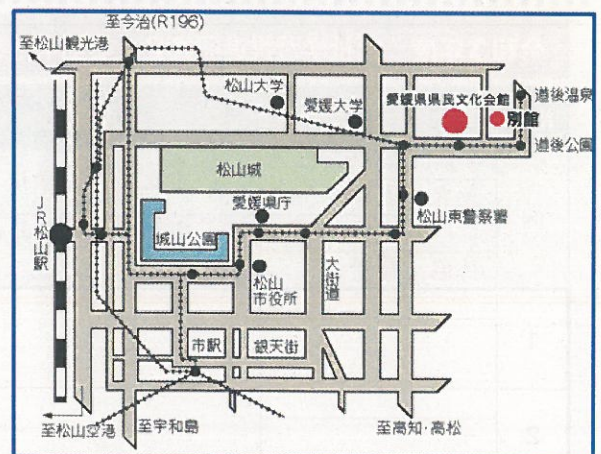 至今治(R196)
至松山観光港
松山大学
愛媛大学
愛媛県県民文化会館
別館
道後温泉
道後公園
松山城
愛媛県庁
松山東警察署
JR松山駅
城山公園
松山
市役所
大街道
市駅
銀天街
至松山空港
至宇和島
至高知・高松